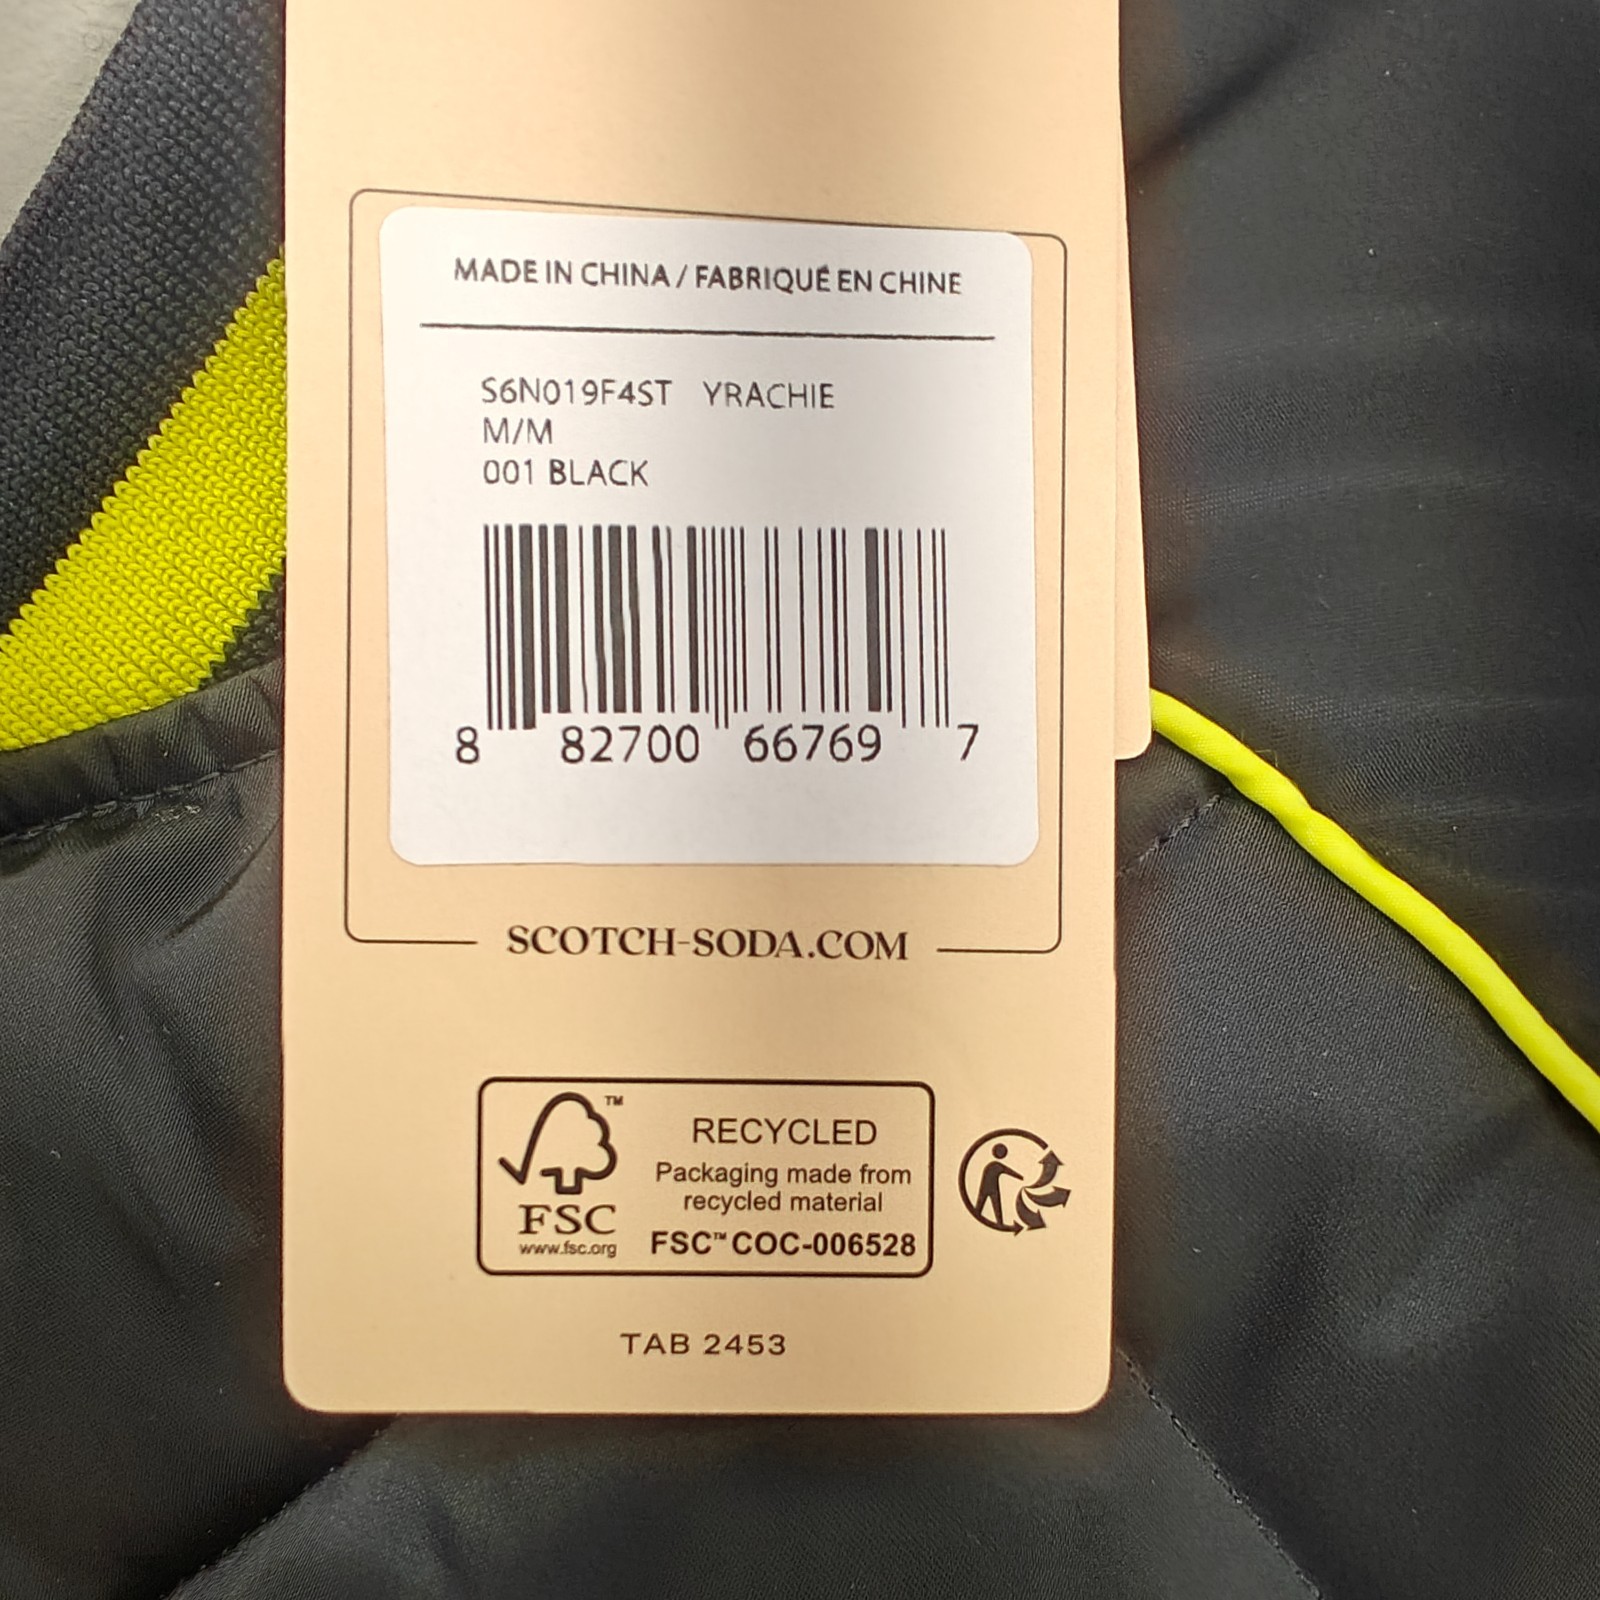 MADE IN CHINA / FABRIQUÉ EN CHINE
S6N019F4ST YRACHIE
M/M
001 BLACK
8 82700 66769 7
SCOTCH-SODA.COM
TM
RECYCLED
Packaging made from
recycled material
FSC
www.fsc.org
FSC™ COC-006528
TAB 2453